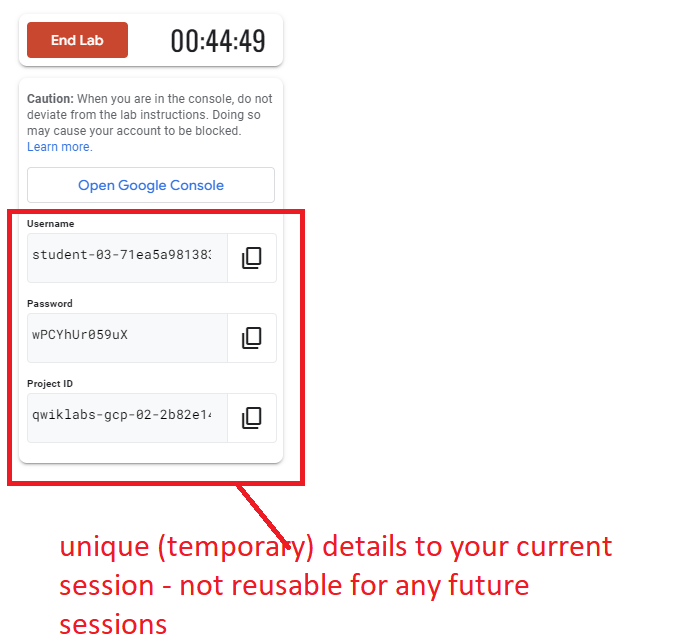 End Lab
00:44:49
Caution: When you are in the console, do not
deviate from the lab instructions. Doing so
may cause your account to be blocked.
Learn more.
Open Google Console
Username
student-03-71ea5a98138
Password
wPCYhUr059uX
Project ID
qwiklabs-gcp-02-2b82e1
unique (temporary) details to your current
session - not reusable for any future
sessions